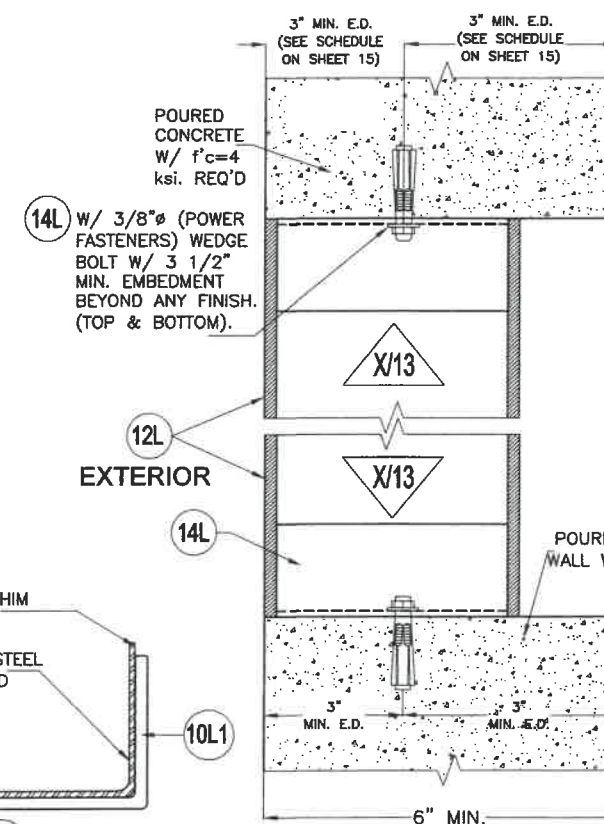 3" MIN. E.D.
(SEE SCHEDULE
ON SHEET 15)
3" MIN. E.D.
(SEE SCHEDULE
ON SHEET 15)
POURED
CONCRETE
W/ f'c=4
ksi. REQ'D
14L
W/ 3/8"ø (POWER
FASTENERS) WEDGE
BOLT W/ 3 1/2"
MIN. EMBEDMENT
BEYOND ANY FINISH.
(TOP & BOTTOM).
X/13
12L
EXTERIOR
X/13
14L
WALL
10L1
3"
MIN. E.D.
3"
MIN. E.D.
6" MIN.